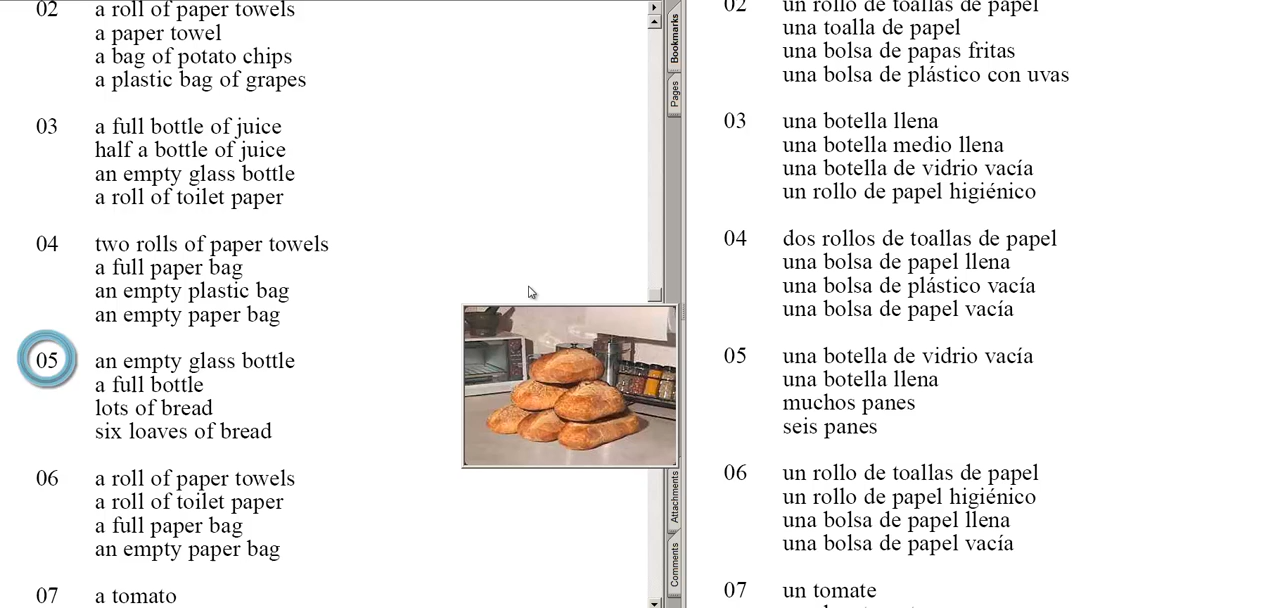 02 a roll of paper towels
a paper towel
a bag of potato chips
a plastic bag of grapes
03 a full bottle of juice
half a bottle of juice
an empty glass bottle
a roll of toilet paper
04 two rolls of paper towels
a full paper bag
an empty plastic bag
an empty paper bag
05 an empty glass bottle
a full bottle
lots of bread
six loaves of bread
06 a roll of paper towels
a roll of toilet paper
a full paper bag
an empty paper bag
07 a tomato
Bookmarks
Pages
Attachments
Comments
02 un rollo de toallas de papel
una toalla de papel
una bolsa de papas fritas
una bolsa de plástico con uvas
03 una botella llena
una botella medio llena
una botella de vidrio vacía
un rollo de papel higiénico
04 dos rollos de toallas de papel
una bolsa de papel llena
una bolsa de plástico vacía
una bolsa de papel vacía
05 una botella de vidrio vacía
una botella llena
muchos panes
seis panes
06 un rollo de toallas de papel
un rollo de papel higiénico
una bolsa de papel llena
una bolsa de papel vacía
07 un tomate